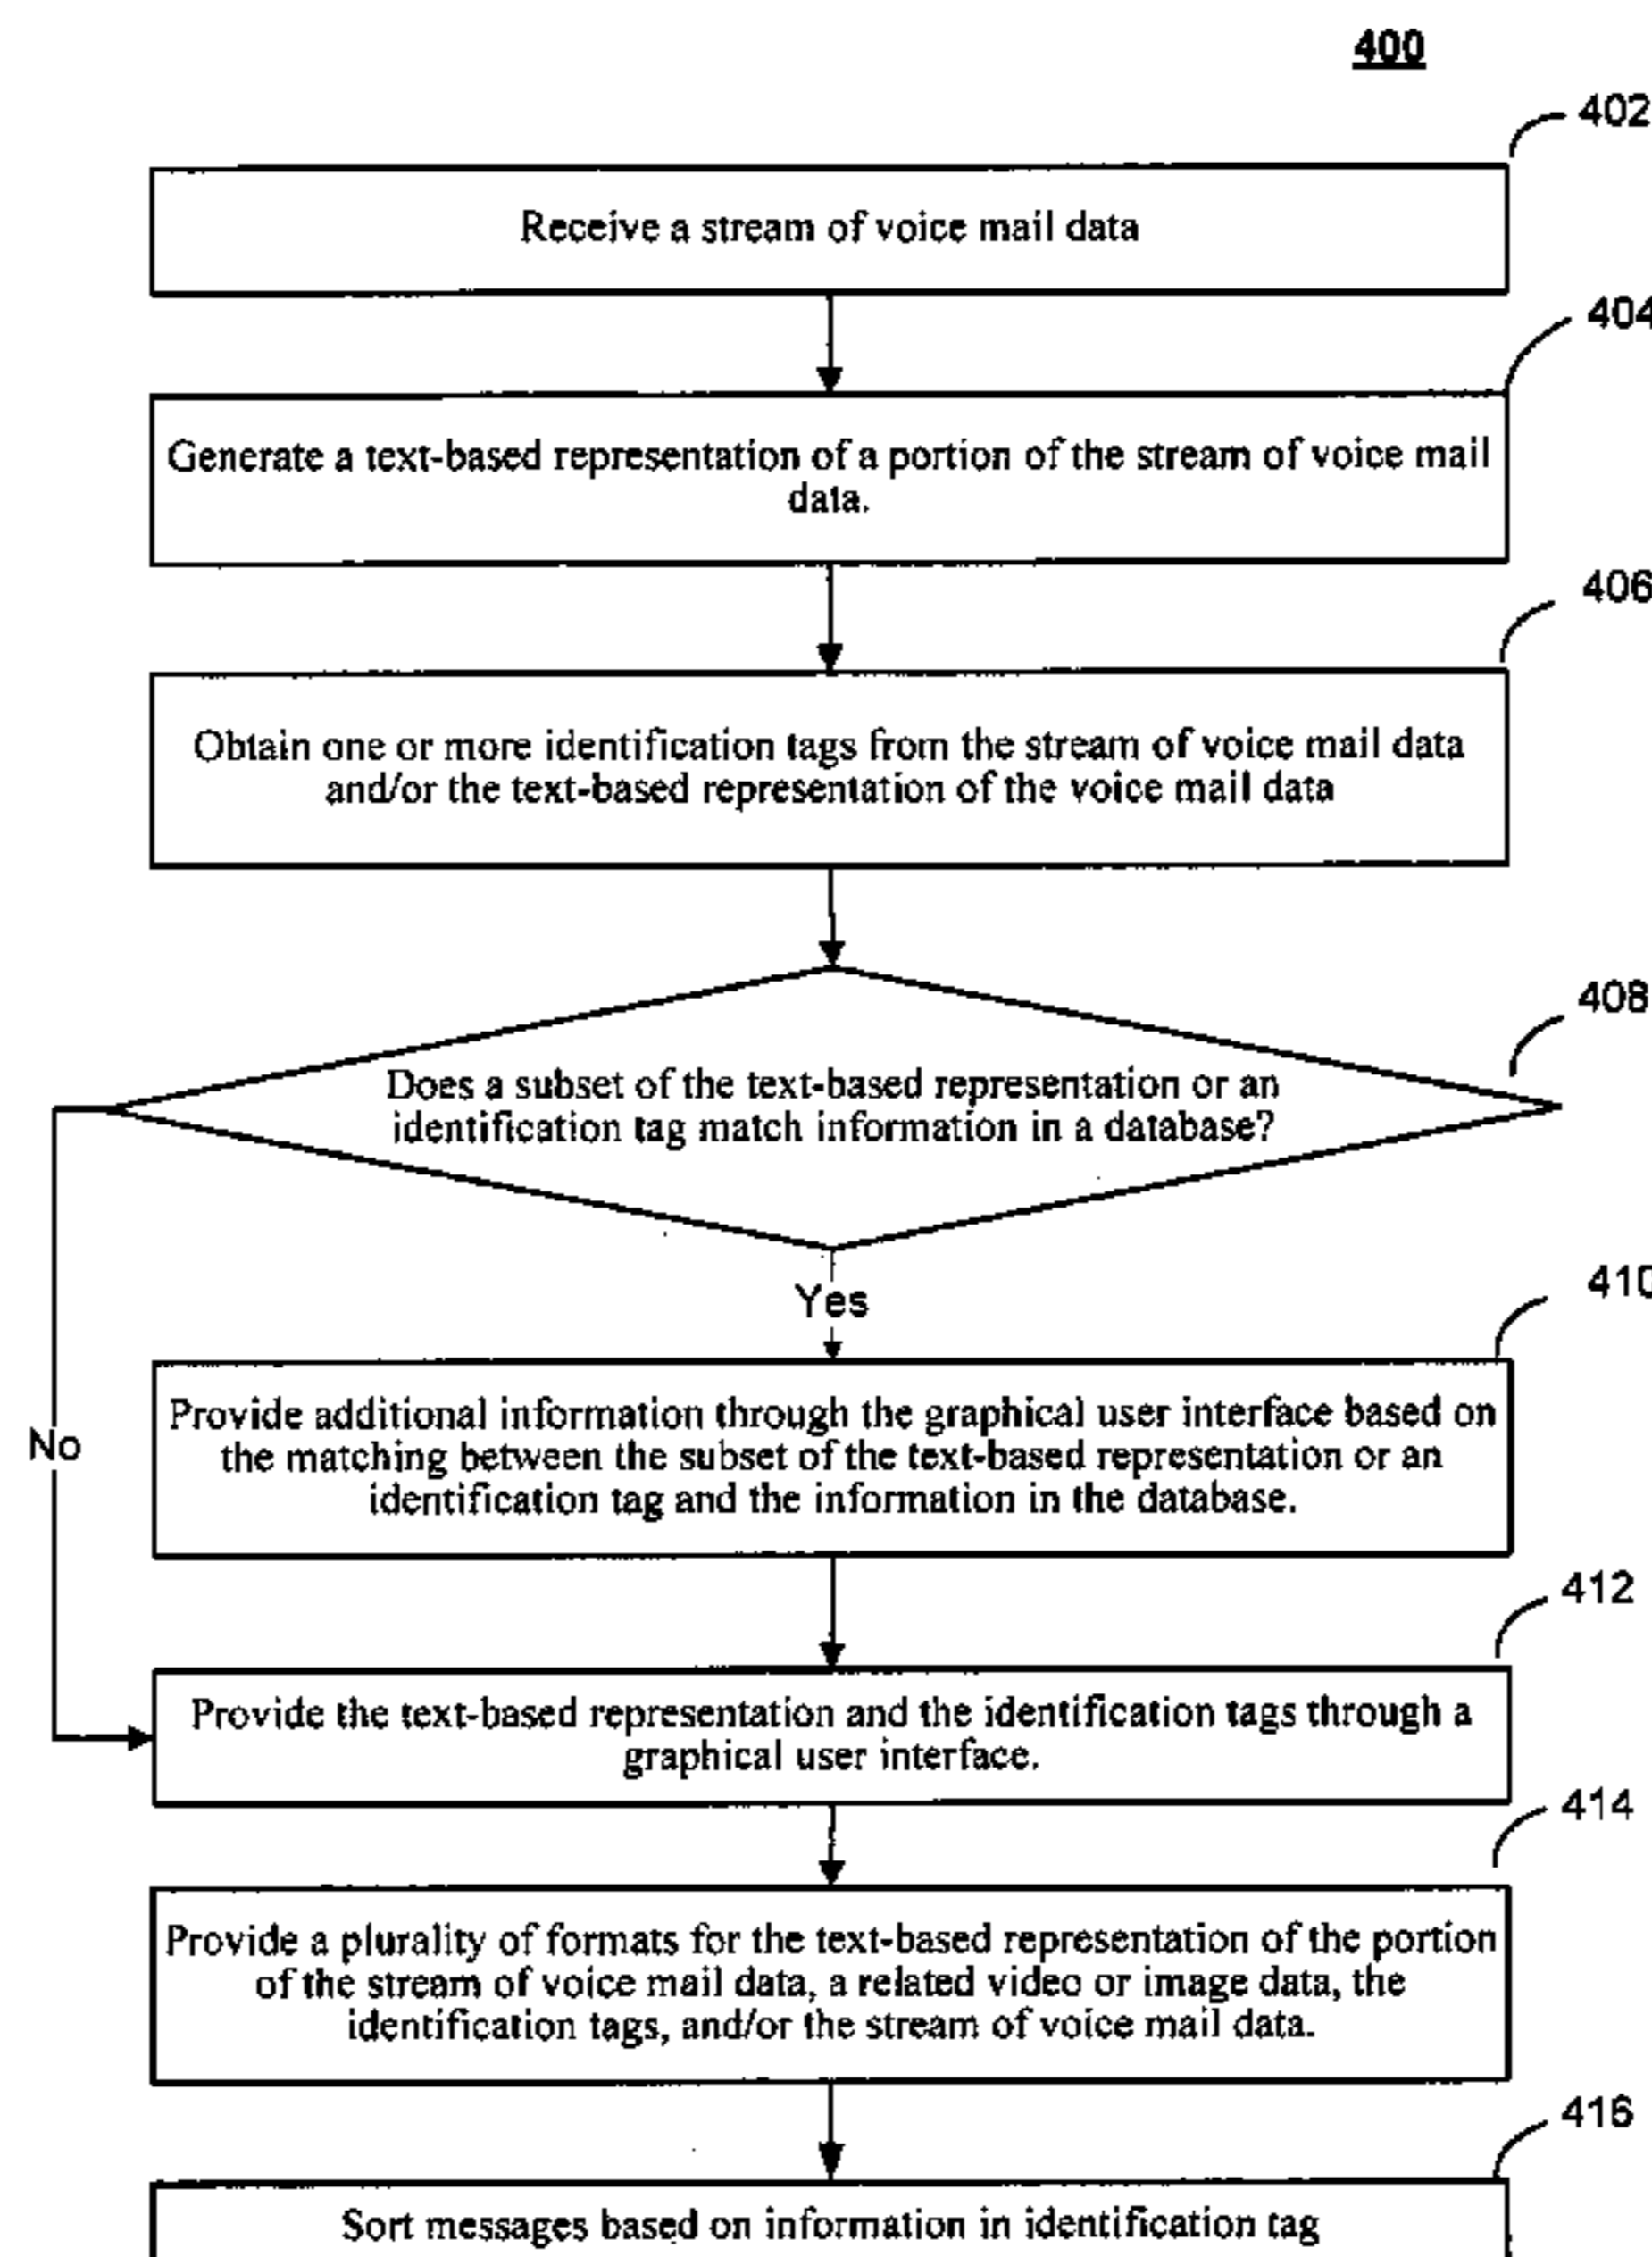 400
402
Receive a stream of voice mail data
404
Generate a text-based representation of a portion of the stream of voice mail
data.
406
Obtain one or more identification tags from the stream of voice mail data
and/or the text-based representation of the voice mail data
408
Does a subset of the text-based representation or an
identification tag match information in a database?
Yes
410
Provide additional information through the graphical user interface based on
the matching between the subset of the text-based representation or an
identification tag and the information in the database.
No
412
Provide the text-based representation and the identification tags through a
graphical user interface.
414
Provide a plurality of formats for the text-based representation of the portion
of the stream of voice mail data, a related video or image data, the
identification tags, and/or the stream of voice mail data.
416
Sort messages based on information in identification tag